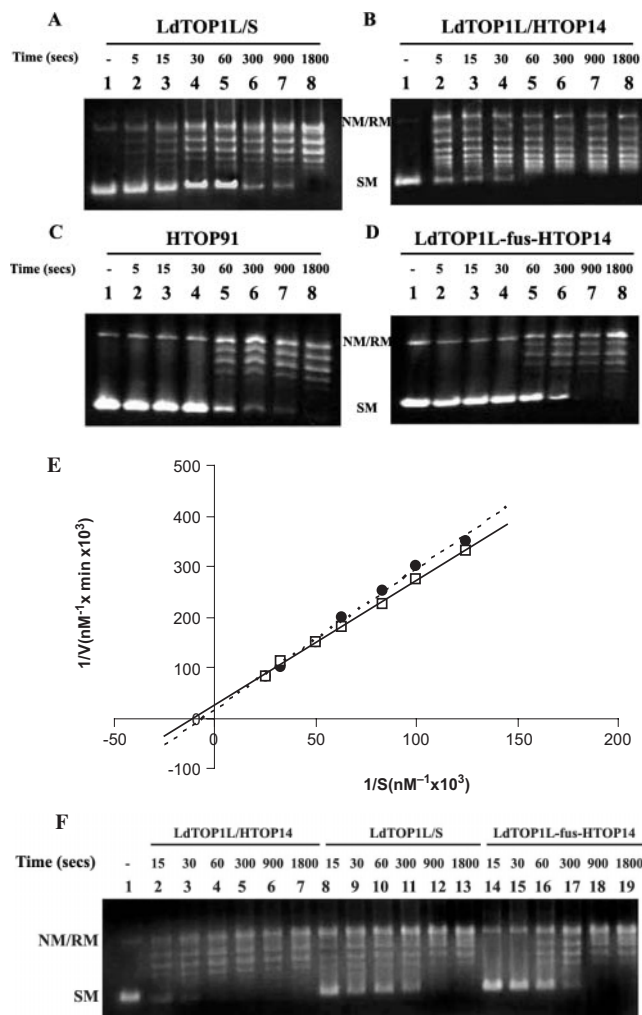 A
LdTOP1L/S
Time (secs) - 5 15 30 60 300 900 1800
1 2 3 4 5 6 7 8
B
LdTOP1L/HTOP14
- 5 15 30 60 300 900 1800
1 2 3 4 5 6 7 8
NM/RM
SM
C
HTOP91
Time (secs) - 5 15 30 60 300 900 1800
1 2 3 4 5 6 7 8
D
LdTOP1L-fus-HTOP14
- 5 15 30 60 300 900 1800
1 2 3 4 5 6 7 8
NM/RM
SM
E
500
400
300
200
100
0
-100
-50 0 50 100 150 200
1/V(nM⁻¹x min x10³)
1/S(nM⁻¹x10³)
F
LdTOP1L/HTOP14 LdTOP1L/S LdTOP1L-fus-HTOP14
Time (secs) - 15 30 60 300 900 1800 15 30 60 300 900 1800 15 30 60 300 900 1800
1 2 3 4 5 6 7 8 9 10 11 12 13 14 15 16 17 18 19
NM/RM
SM